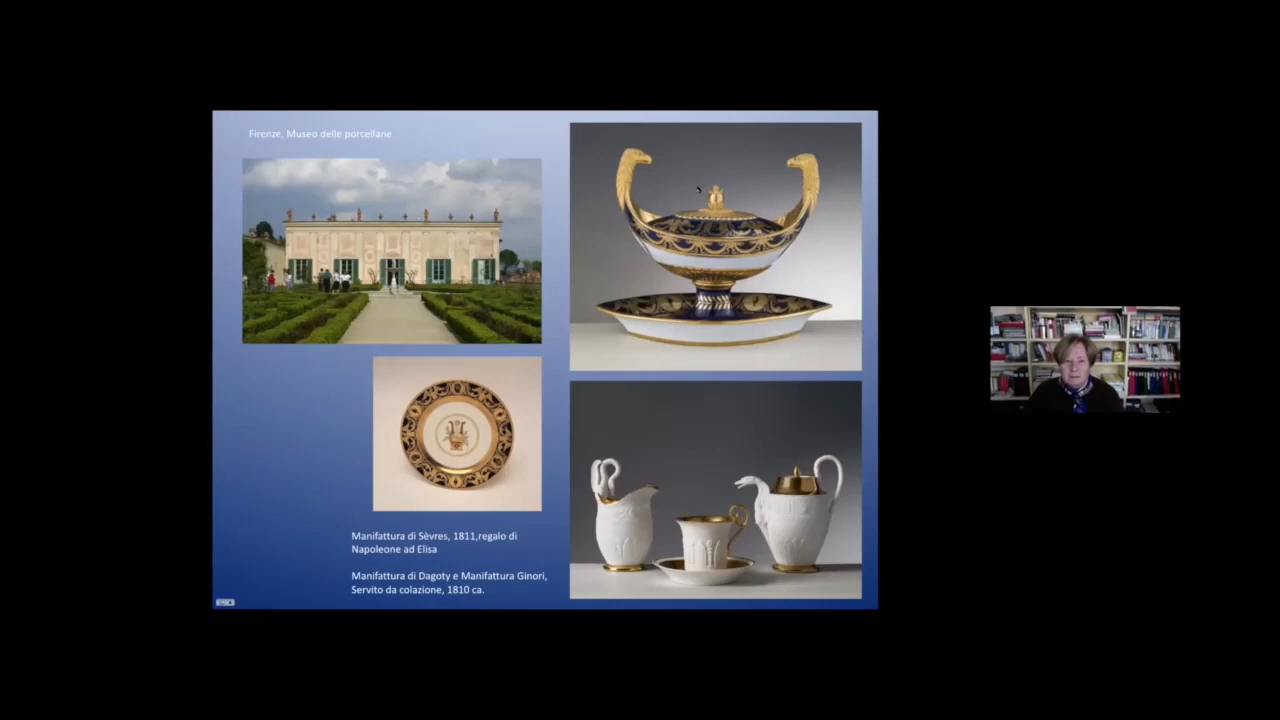 Firenze, Museo delle porcellane
Manifattura di Sèvres, 1811,regalo di
Napoleone ad Elisa
Manifattura di Dagoty e Manifattura Ginori,
Servito da colazione, 1810 ca.